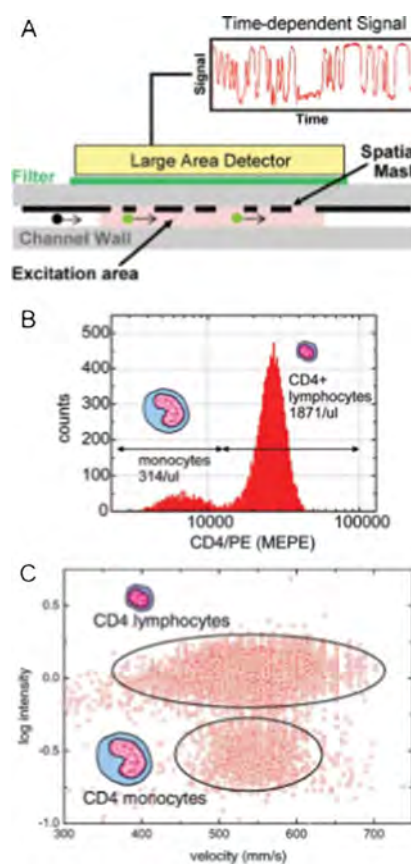 A
Time-dependent Signal
Signal
Time
Large Area Detector
Spatial
Mask
Filter
Channel Wall
Excitation area
B
500
400
300
200
100
0
counts
CD4+
lymphocytes
1871/ul
monocytes
314/ul
10000
100000
CD4/PE (MEPE)
C
0.5
0.0
-0.5
-1.0
log intensity
CD4 lymphocytes
CD4 monocytes
300
400
500
600
700
velocity (mm/s)